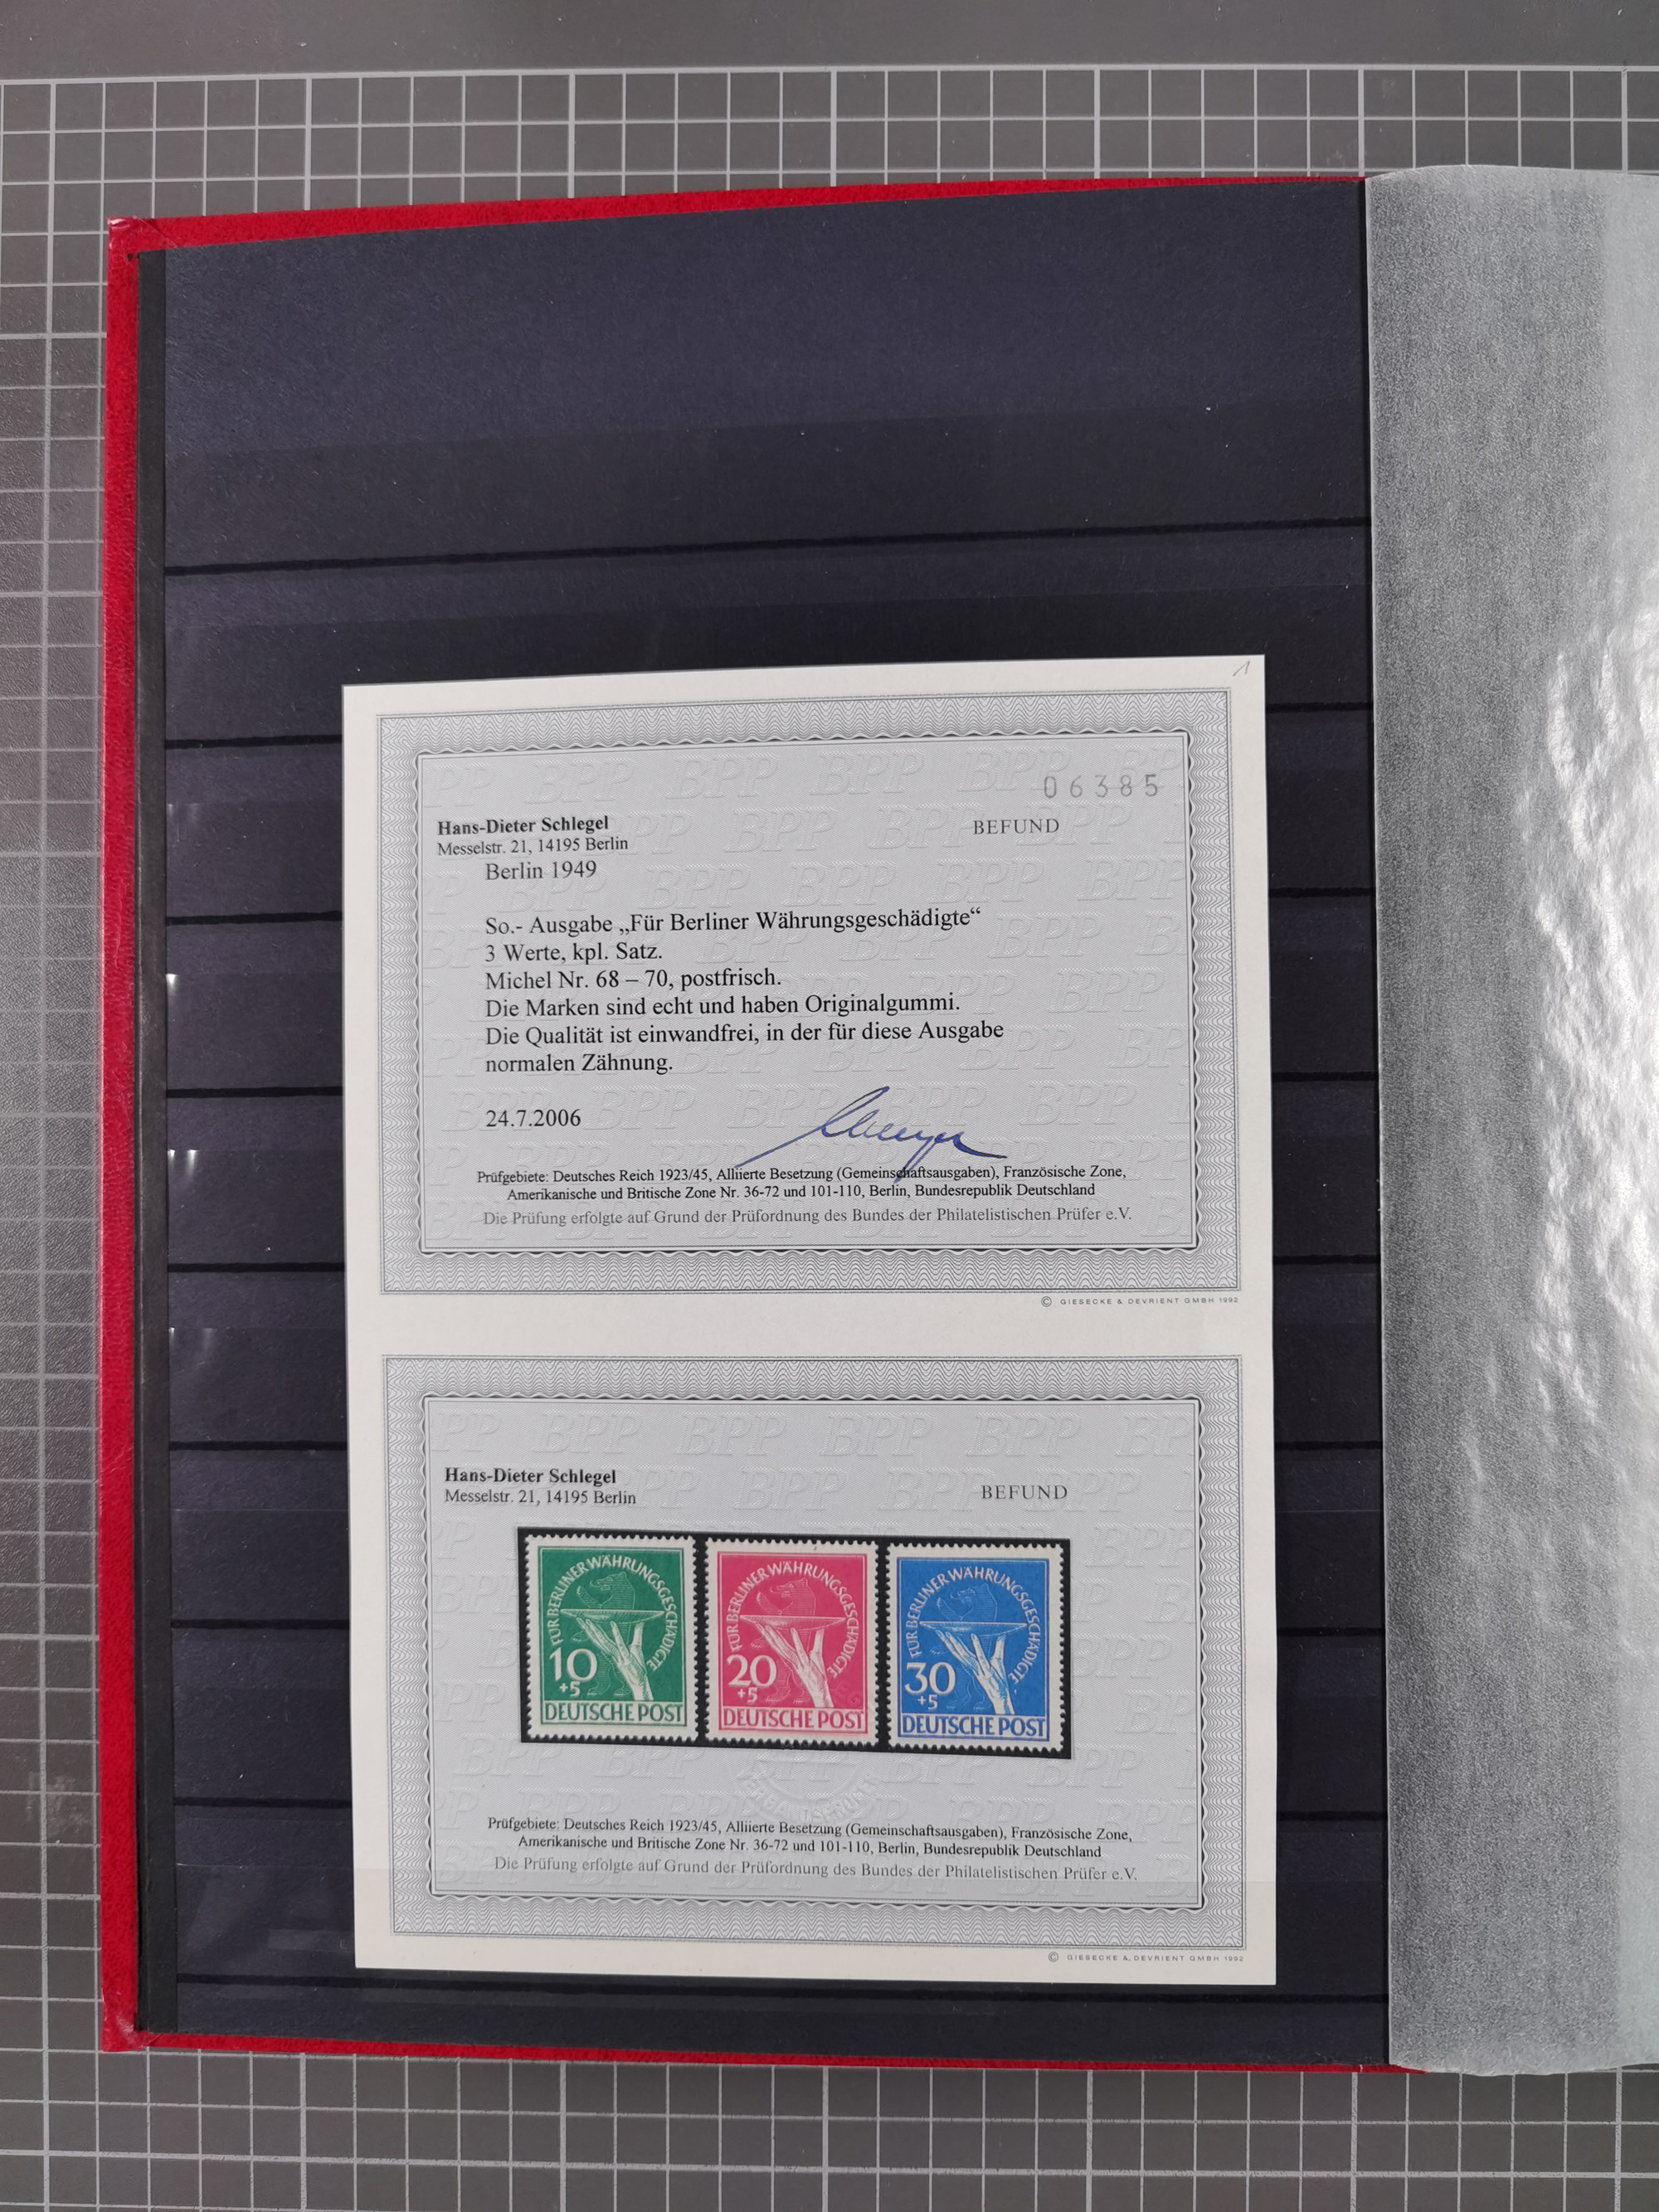 1
06385
Hans-Dieter Schlegel
BEFUND
Messelstr. 21, 14195 Berlin
Berlin 1949
So.- Ausgabe „Für Berliner Währungsgeschädigte“
3 Werte, kpl. Satz.
Michel Nr. 68 – 70, postfrisch.
Die Marken sind echt und haben Originalgummi.
Die Qualität ist einwandfrei, in der für diese Ausgabe
normalen Zähnung.
24.7.2006
Prüfgebiete: Deutsches Reich 1923/45, Alliierte Besetzung (Gemeinschaftsausgaben), Französische Zone,
Amerikanische und Britische Zone Nr. 36-72 und 101-110, Berlin, Bundesrepublik Deutschland
Die Prüfung erfolgte auf Grund der Prüfordnung des Bundes der Philatelistischen Prüfer e.V.
© GIESECKE & DEVRIENT GMBH 1992
Hans-Dieter Schlegel
Messelstr. 21, 14195 Berlin
BEFUND
FÜR BERLINER WÄHRUNGSGESCHÄDIGTE
10
+5
DEUTSCHE POST
FÜR BERLINER WÄHRUNGSGESCHÄDIGTE
20
+5
DEUTSCHE POST
FÜR BERLINER WÄHRUNGSGESCHÄDIGTE
30
+5
DEUTSCHE POST
Prüfgebiete: Deutsches Reich 1923/45, Alliierte Besetzung (Gemeinschaftsausgaben), Französische Zone,
Amerikanische und Britische Zone Nr. 36-72 und 101-110, Berlin, Bundesrepublik Deutschland
Die Prüfung erfolgte auf Grund der Prüfordnung des Bundes der Philatelistischen Prüfer e.V.
© GIESECKE & DEVRIENT GMBH 1992